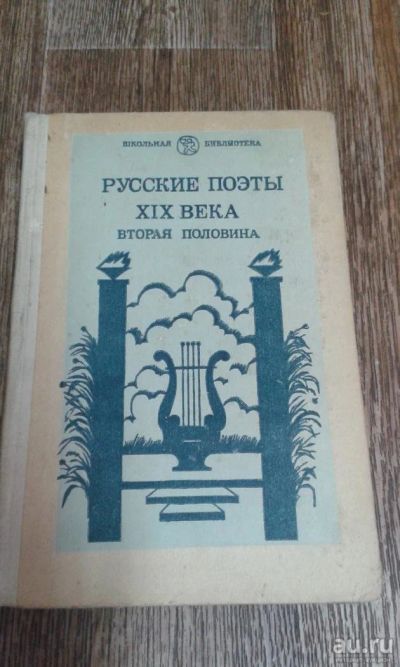 ШКОЛЬНАЯ БИБЛИОТЕКА
РУССКИЕ ПОЭТЫ
XIX ВЕКА
ВТОРАЯ ПОЛОВИНА
au.ru